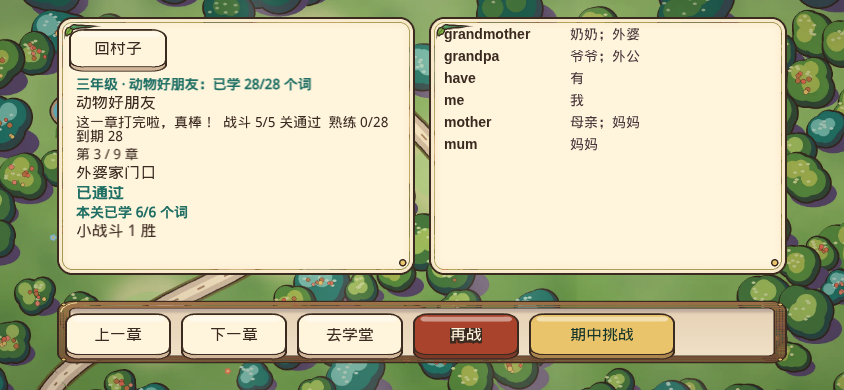 回村子
三年级 · 动物好朋友：已学 28/28 个词
动物好朋友
这一章打完啦，真棒！ 战斗 5/5 关通过 熟练 0/28
到期 28
第 3 / 9 章
外婆家门口
已通过
本关已学 6/6 个词
小战斗 1 胜
grandmother 奶奶；外婆
grandpa 爷爷；外公
have 有
me 我
mother 母亲；妈妈
mum 妈妈
上一章 下一章 去学堂 再战 期中挑战